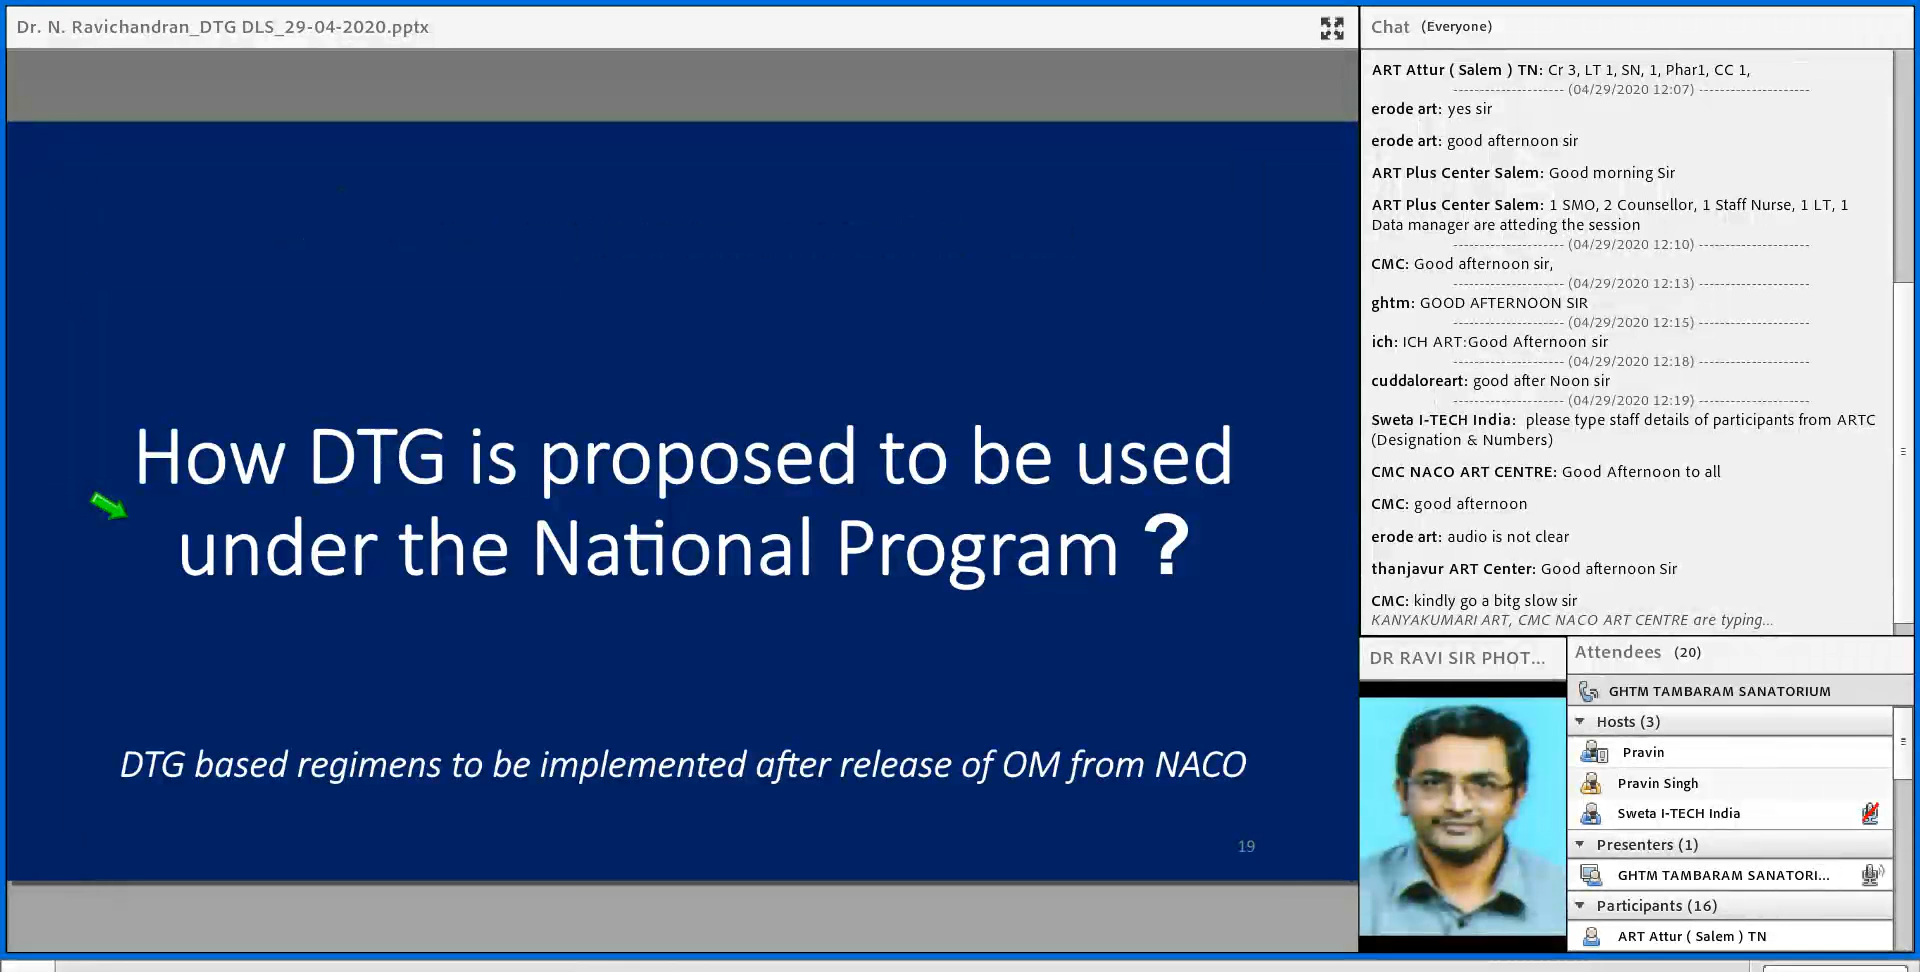 Dr. N. Ravichandran_DTG DLS_29-04-2020.pptx
How DTG is proposed to be used
under the National Program ?
DTG based regimens to be implemented after release of OM from NACO
19
Chat (Everyone)
ART Attur ( Salem ) TN: Cr 3, LT 1, SN, 1, Phar1, CC 1,
-------------------- (04/29/2020 12:07) --------------------
erode art: yes sir
erode art: good afternoon sir
ART Plus Center Salem: Good morning Sir
ART Plus Center Salem: 1 SMO, 2 Counsellor, 1 Staff Nurse, 1 LT, 1
Data manager are atteding the session
-------------------- (04/29/2020 12:10) --------------------
CMC: Good afternoon sir,
-------------------- (04/29/2020 12:13) --------------------
ghtm: GOOD AFTERNOON SIR
-------------------- (04/29/2020 12:15) --------------------
ich: ICH ART:Good Afternoon sir
-------------------- (04/29/2020 12:18) --------------------
cuddaloreart: good after Noon sir
-------------------- (04/29/2020 12:19) --------------------
Sweta I-TECH India: please type staff details of participants from ARTC
(Designation & Numbers)
CMC NACO ART CENTRE: Good Afternoon to all
CMC: good afternoon
erode art: audio is not clear
thanjavur ART Center: Good afternoon Sir
CMC: kindly go a bitg slow sir
KANYAKUMARI ART, CMC NACO ART CENTRE are typing...
DR RAVI SIR PHOT...
Attendees (20)
GHTM TAMBARAM SANATORIUM
Hosts (3)
Pravin
Pravin Singh
Sweta I-TECH India
Presenters (1)
GHTM TAMBARAM SANATORI...
Participants (16)
ART Attur ( Salem ) TN